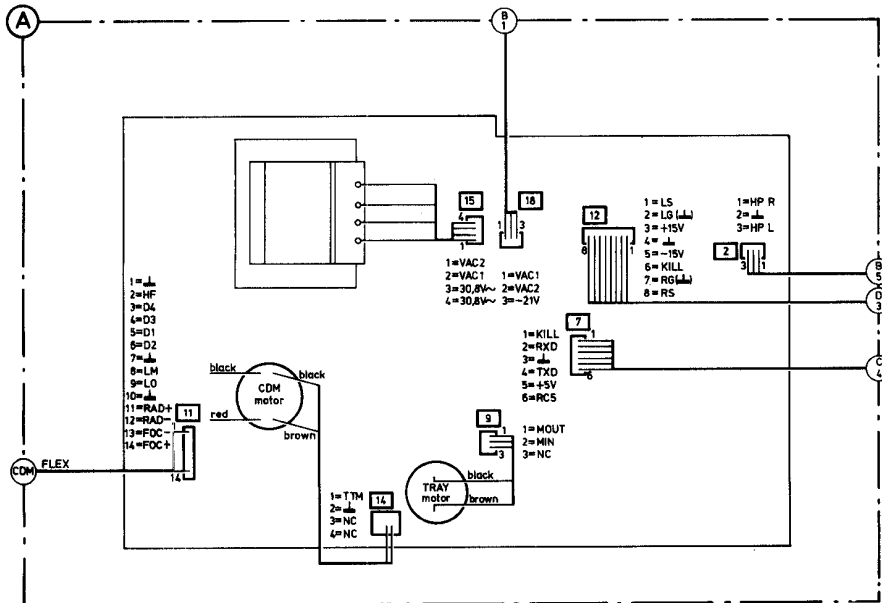 A
B
1
15
18
4
1
1
3
1=VAC2
2=VAC1
3=30,8V~
4=30,8V~
1=VAC1
2=VAC2
3=-21V
12
8
1
1 = LS
2 = LG (⏊)
3 = +15V
4 = ⏊
5 = -15V
6 = KILL
7 = RG(⏊)
8 = RS
1=HP R
2=⏊
3=HP L
2
3
1
B
5
D
3
C
4
7
1
6
1=KILL
2=RXD
3=⏊
4=TXD
5=+5V
6=RC5
1=⏊
2=HF
3=D4
4=D3
5=D1
6=D2
7=⏊
8=LM
9=LO
10=⏊
11=RAD+
12=RAD-
13=FOC-
14=FOC+
11
1
14
black
black
CDM
motor
red
brown
CDM
FLEX
9
1
3
1=MOUT
2=MIN
3=NC
TRAY
motor
black
brown
1=TTM
2=⏊
3=NC
4=NC
14